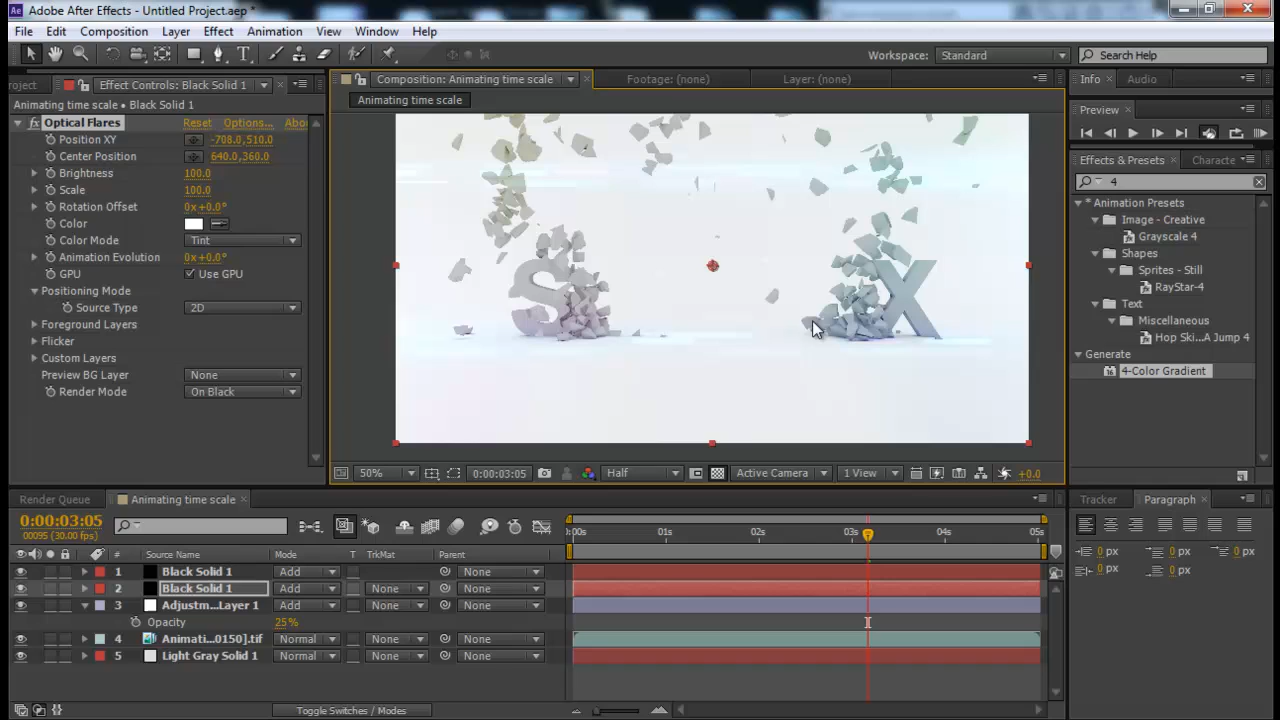 Adobe After Effects - Untitled Project.aep *
File Edit Composition Layer Effect Animation View Window Help
Workspace: Standard Search Help
roject Effect Controls: Black Solid 1 Composition: Animating time scale Footage: (none) Layer: (none) Info Audio
Animating time scale • Black Solid 1
Animating time scale
Preview
fx Optical Flares Reset Options... Abou
Position XY -708.0,510.0
Center Position 640.0,360.0
Effects & Presets Characte
Brightness 100.0
4
Scale 100.0
* Animation Presets
Rotation Offset 0x+0.0°
Image - Creative
Color
Grayscale 4
Color Mode Tint
Shapes
Animation Evolution 0x+0.0°
Sprites - Still
GPU Use GPU
RayStar-4
Positioning Mode
Text
Source Type 2D
Miscellaneous
Foreground Layers
Hop Ski...A Jump 4
Flicker
Generate
Custom Layers
4-Color Gradient
Preview BG Layer None
Render Mode On Black
S X
50% 0:00:03:05 Half Active Camera 1 View +0.0
Render Queue Animating time scale Tracker Paragraph
0:00:03:05
00095 (30.00 fps)
:00s 01s 02s 03s 04s 05s
# Source Name Mode T TrkMat Parent
0 px 0 px 0 px
0 px 0 px
1 Black Solid 1 Add None
2 Black Solid 1 Add None None
3 Adjustm...Layer 1 Add None None
Opacity 25%
4 Animati...0150].tif Normal None None
5 Light Gray Solid 1 Normal None None
Toggle Switches / Modes